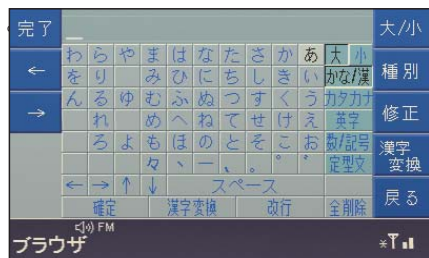 完了 大/小
わ ら や ま は な た さ か あ 大 小
← を り み ひ に ち し き い かな/漢 種別
ん る ゆ む ふ ぬ つ す く う カタカナ
→ れ め へ ね て せ け え 英字 修正
ろ よ も ほ の と そ こ お 数/記号 漢字
々 ヽ ー 、 。 ゛ ゜ 定型文 変換
← → ↑ ↓ スペース
確定 漢字変換 改行 全削除 戻る
FM
ブラウザ